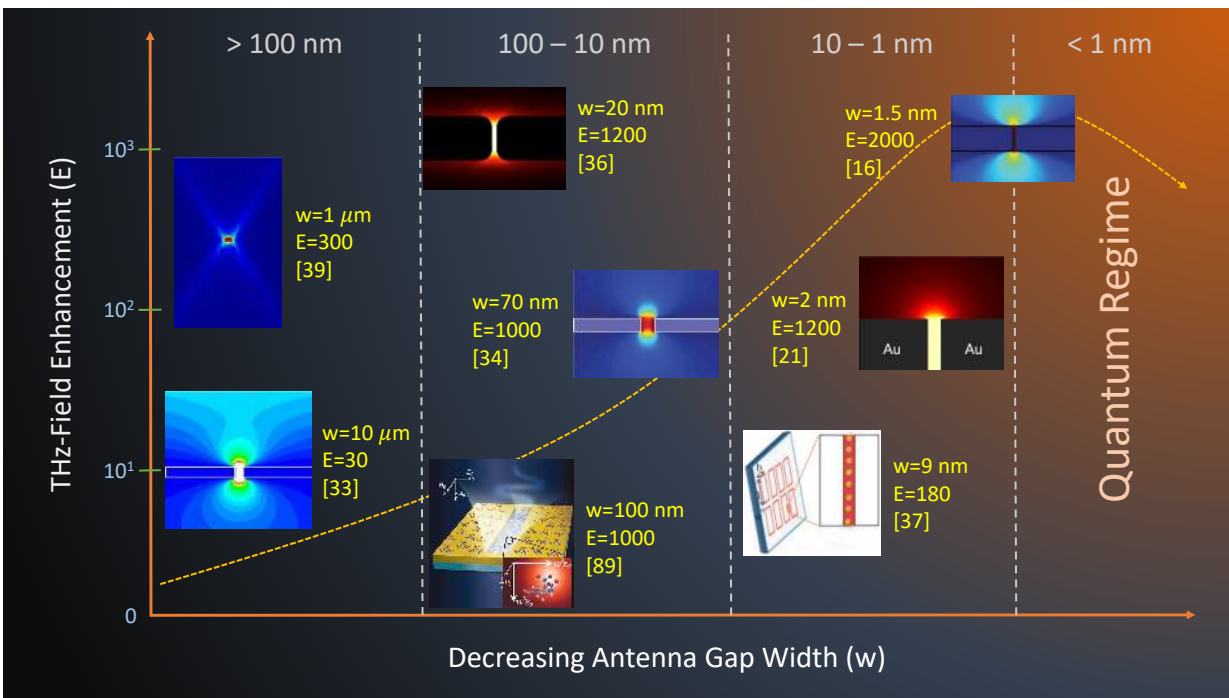 > 100 nm
100 – 10 nm
10 – 1 nm
< 1 nm
THz-Field Enhancement (E)
10³
10²
10¹
0
w=1 𝜇m
E=300
[39]
w=10 𝜇m
E=30
[33]
w=20 nm
E=1200
[36]
w=70 nm
E=1000
[34]
w=100 nm
E=1000
[89]
w=1.5 nm
E=2000
[16]
w=2 nm
E=1200
[21]
Au
Au
w=9 nm
E=180
[37]
Quantum Regime
Decreasing Antenna Gap Width (w)